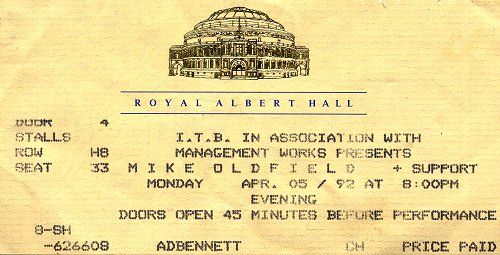 ROYAL ALBERT HALL
DOOR 4
STALLS I.T.B. IN ASSOCIATION WITH
ROW H8 MANAGEMENT WORKS PRESENTS
SEAT 33 MIKE OLDFIELD + SUPPORT
MONDAY APR. 05 / 92 AT 8:00PM
EVENING
DOORS OPEN 45 MINUTES BEFORE PERFORMANCE
8-SH
-626608 ADBENNETT CH PRICE PAID